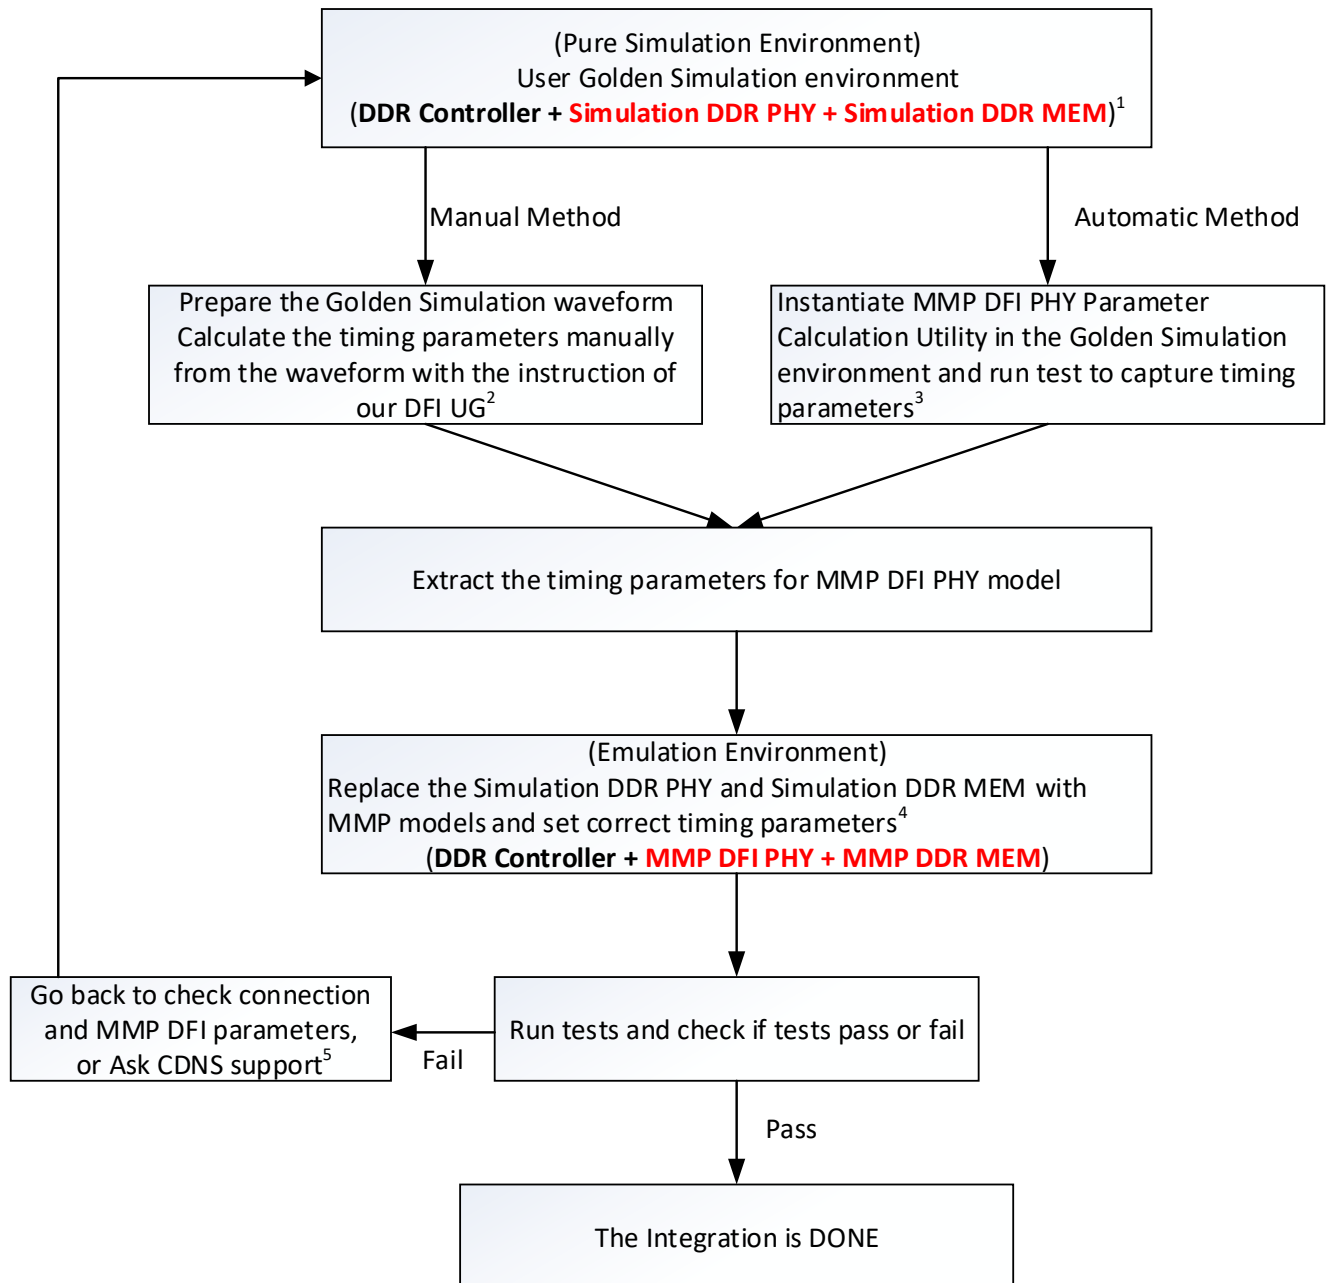 (Pure Simulation Environment)
User Golden Simulation environment
(DDR Controller + Simulation DDR PHY + Simulation DDR MEM)1
Manual Method
Automatic Method
Prepare the Golden Simulation waveform
Calculate the timing parameters manually
from the waveform with the instruction of
our DFI UG2
Instantiate MMP DFI PHY Parameter
Calculation Utility in the Golden Simulation
environment and run test to capture timing
parameters3
Extract the timing parameters for MMP DFI PHY model
(Emulation Environment)
Replace the Simulation DDR PHY and Simulation DDR MEM with
MMP models and set correct timing parameters4
(DDR Controller + MMP DFI PHY + MMP DDR MEM)
Go back to check connection
and MMP DFI parameters,
or Ask CDNS support5
Fail
Run tests and check if tests pass or fail
Pass
The Integration is DONE